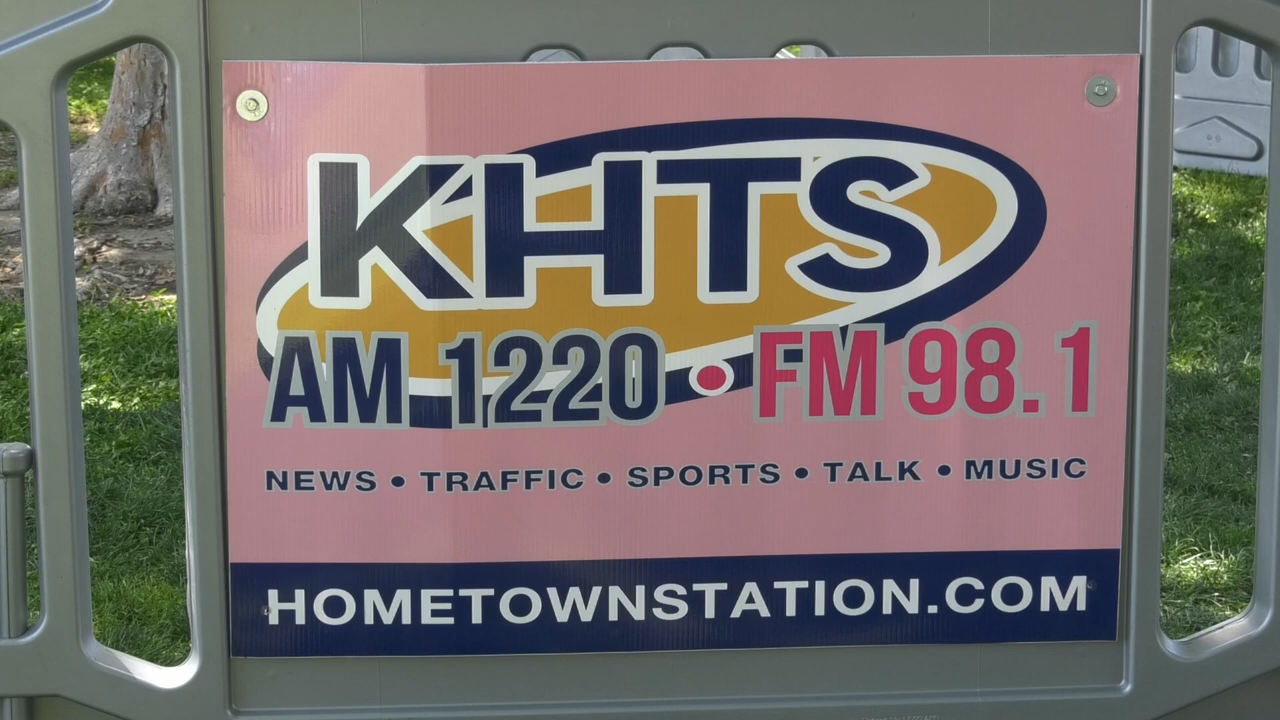 KHTS
AM 1220 • FM 98.1
NEWS • TRAFFIC • SPORTS • TALK • MUSIC
HOMETOWNSTATION.COM